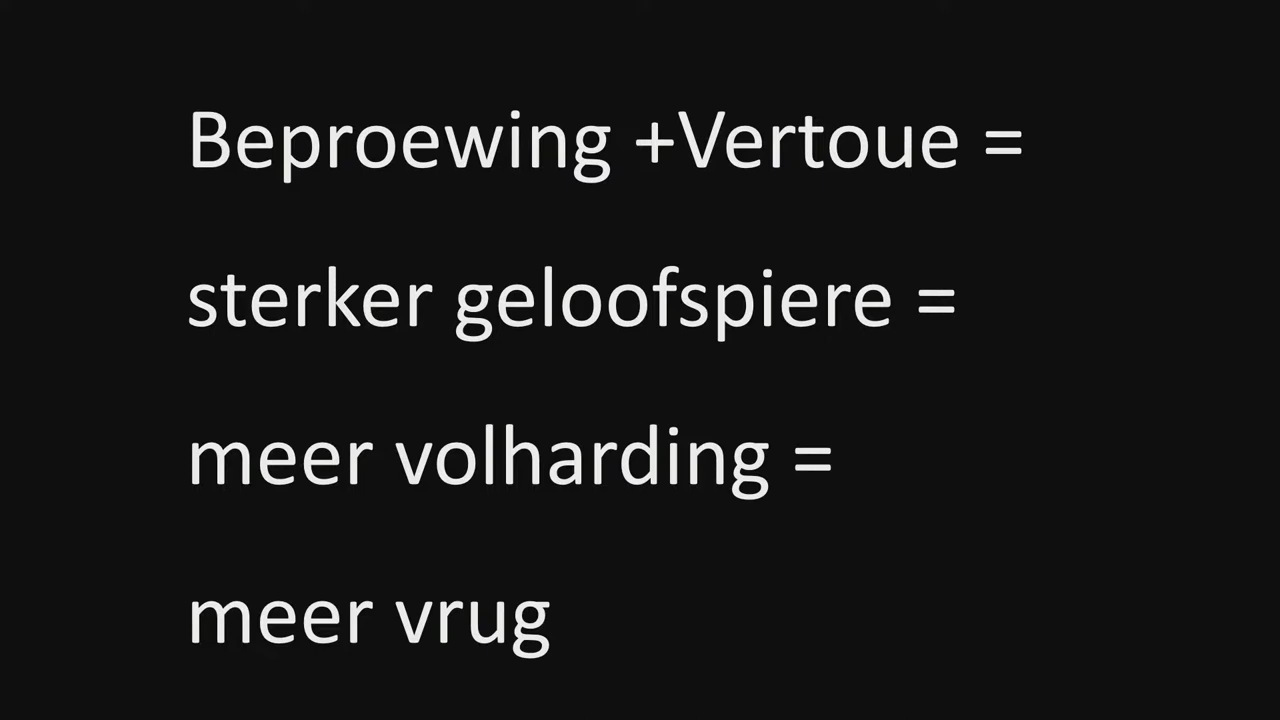 Beproewing +Vertoue =
sterker geloofspiere =
meer volharding =
meer vrug